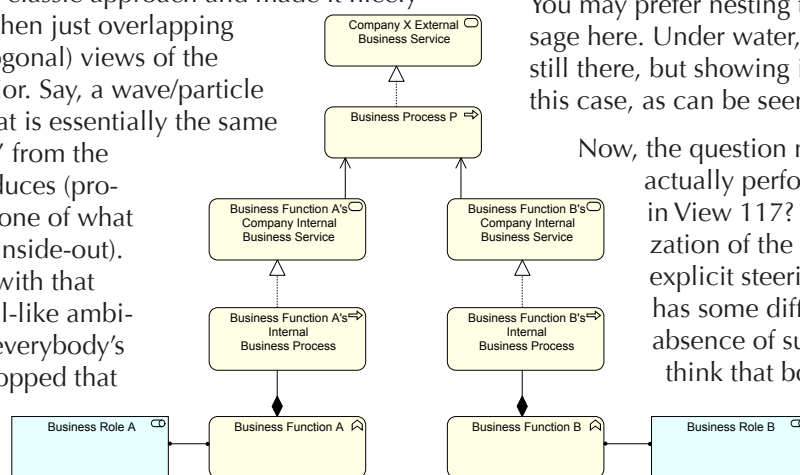 classic approach and made it nicely
hen just overlapping
ogonal) views of the
ior. Say, a wave/particle
at is essentially the same
from the
duces (pro-
one of what
inside-out).
with that
l-like ambi-
everybody's
opped that
Company X External
Business Service
Business Process P
Business Function A's
Company Internal
Business Service
Business Function B's
Company Internal
Business Service
Business Function A's
Internal
Business Process
Business Function B's
Internal
Business Process
Business Role A
Business Function A
Business Function B
Business Role B
You may prefer nesting t
sage here. Under water,
still there, but showing i
this case, as can be seen
Now, the question r
actually perfo
in View 117?
zation of the
explicit steeri
has some diff
absence of su
think that bo